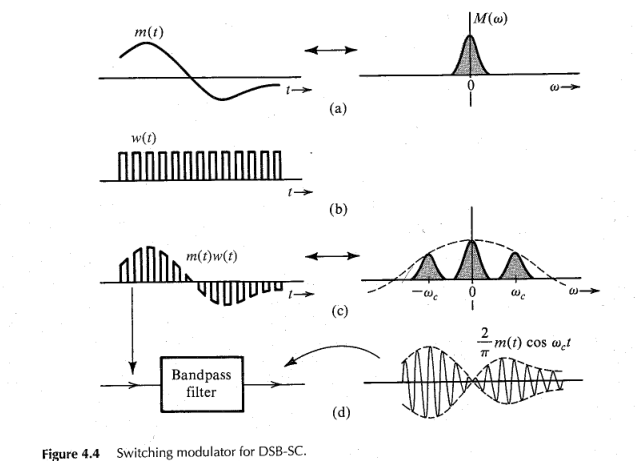 m(t)
M(ω)
t→
0
ω→
(a)
w(t)
t→
(b)
m(t)w(t)
t→
−ω_c
0
ω_c
ω→
(c)
2/π m(t) cos ω_c t
Bandpass
filter
(d)
Figure 4.4 Switching modulator for DSB-SC.